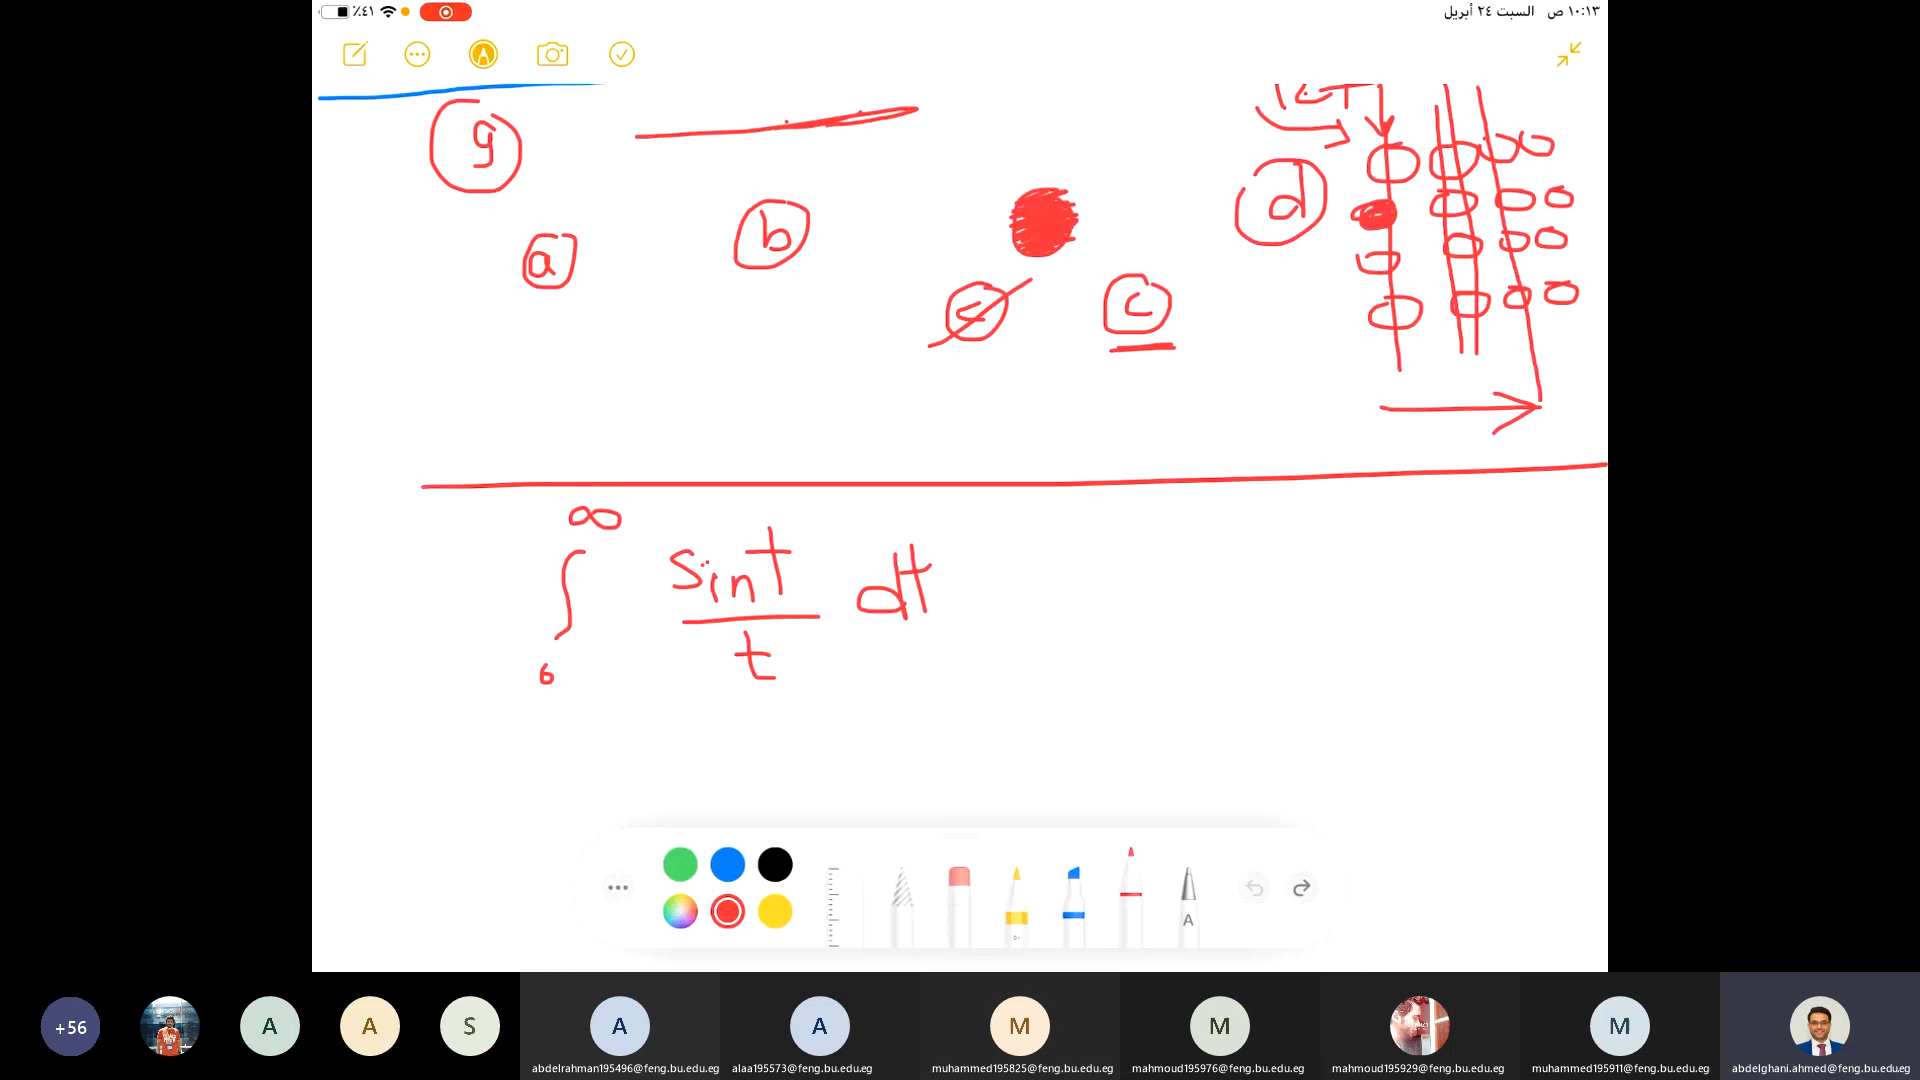 ٪٤١
السبت ٢٤ أبريل ١٠:١٣ ص
g
d
b
a
c
c
∞
∫ sin t dt
t
0
A
+56
A
A
S
A
A
M
M
M
abdelrahman195496@feng.bu.edu.eg
alaa195573@feng.bu.edu.eg
muhammed195825@feng.bu.edu.eg
mahmoud195976@feng.bu.edu.eg
mahmoud195929@feng.bu.edu.eg
muhammed195911@feng.bu.edu.eg
abdelghani.ahmed@feng.bu.edu.eg